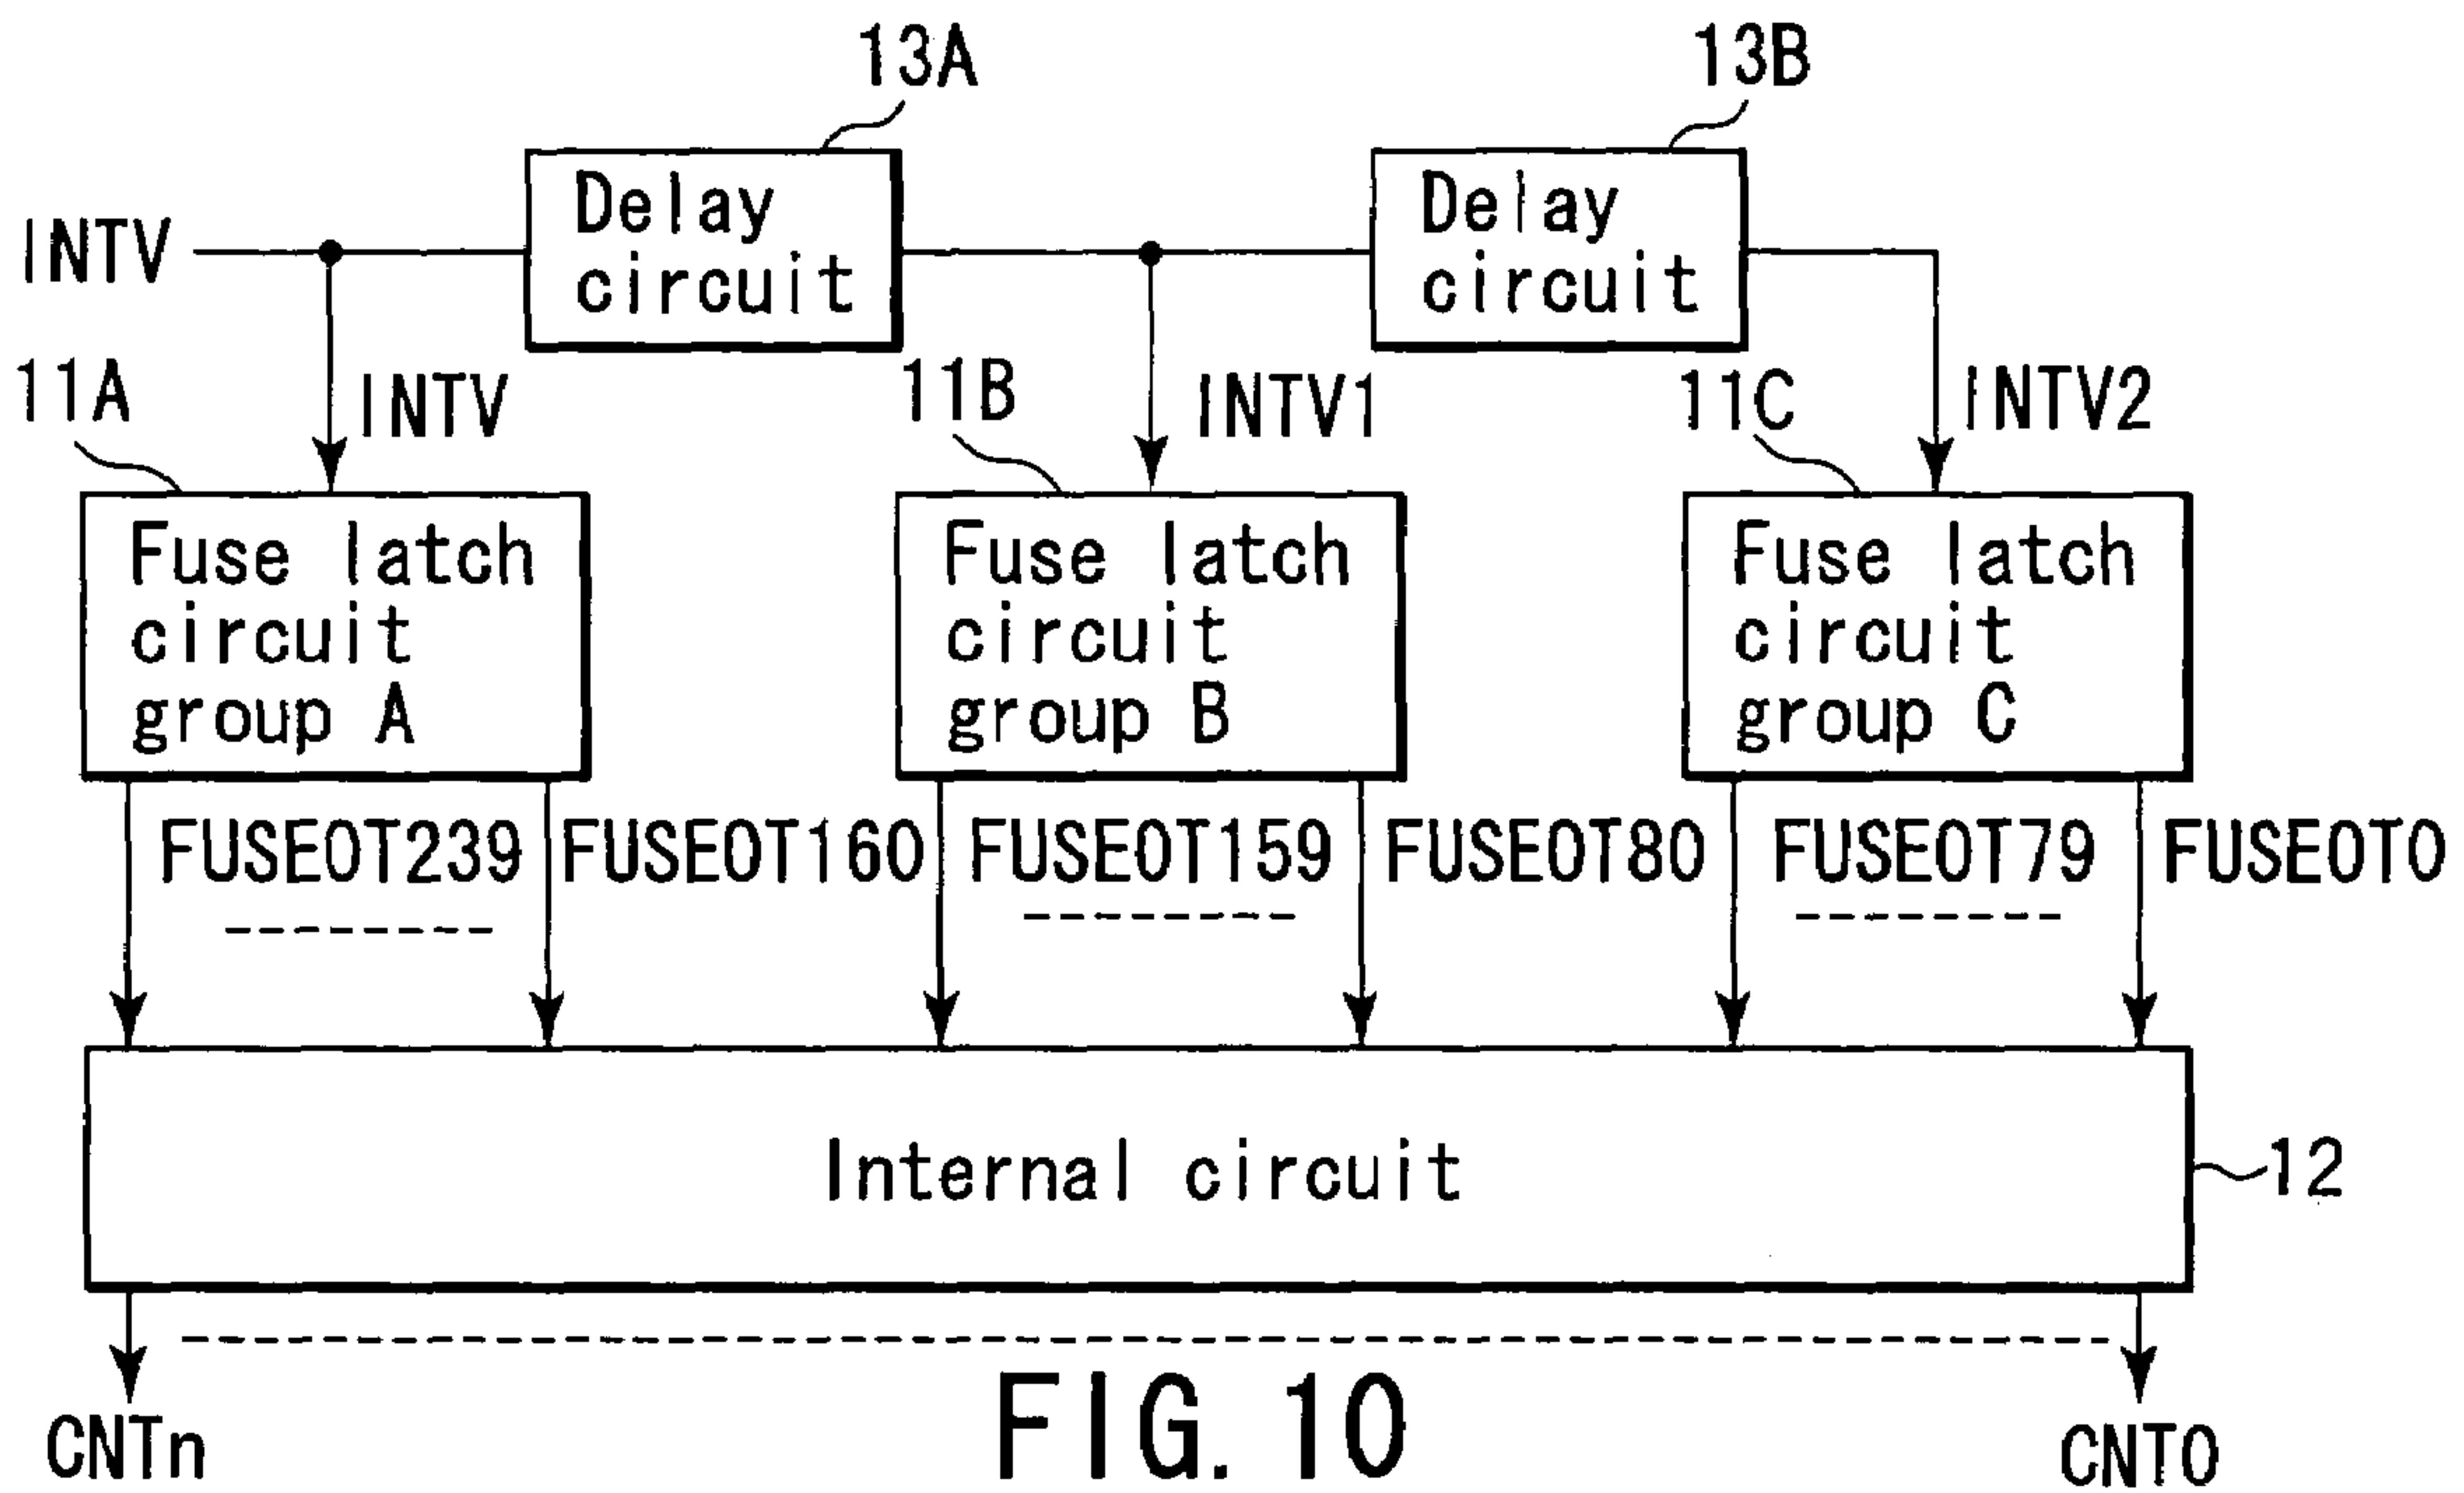 13A
13B
Delay
circuit
Delay
circuit
INTV
11A
INTV
11B
INTV1
11C
INTV2
Fuse latch
circuit
group A
Fuse latch
circuit
group B
Fuse latch
circuit
group C
FUSEOT239
FUSEOT160
FUSEOT159
FUSEOT80
FUSEOT79
FUSEOT0
Internal circuit
12
CNTn
CNT0
FIG. 10